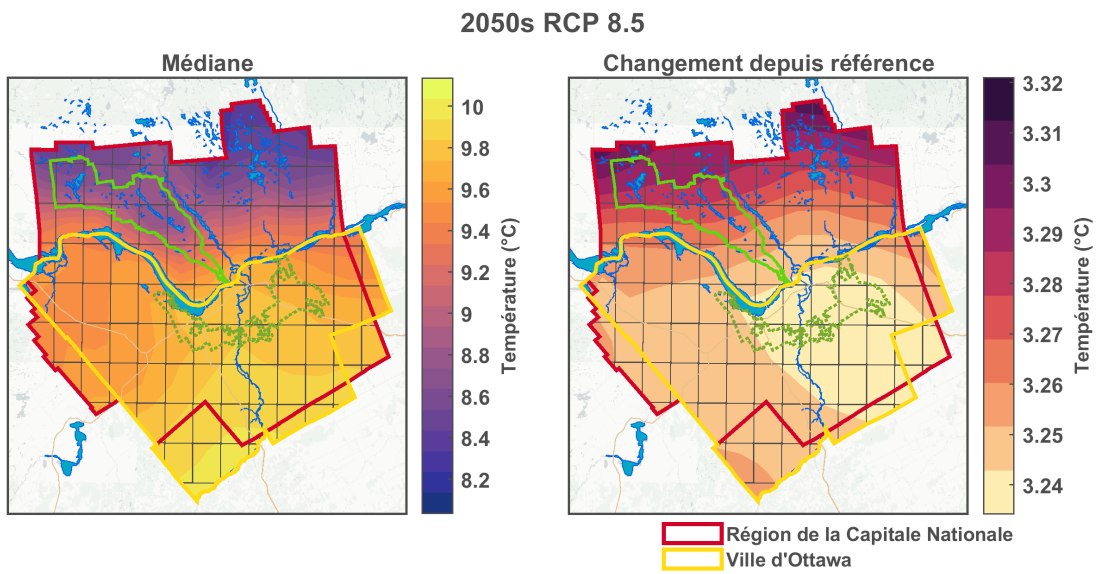 2050s RCP 8.5
Médiane
Changement depuis référence
10
9.8
9.6
9.4
9.2
9
8.8
8.6
8.4
8.2
Température (°C)
3.32
3.31
3.3
3.29
3.28
3.27
3.26
3.25
3.24
Température (°C)
Région de la Capitale Nationale
Ville d'Ottawa